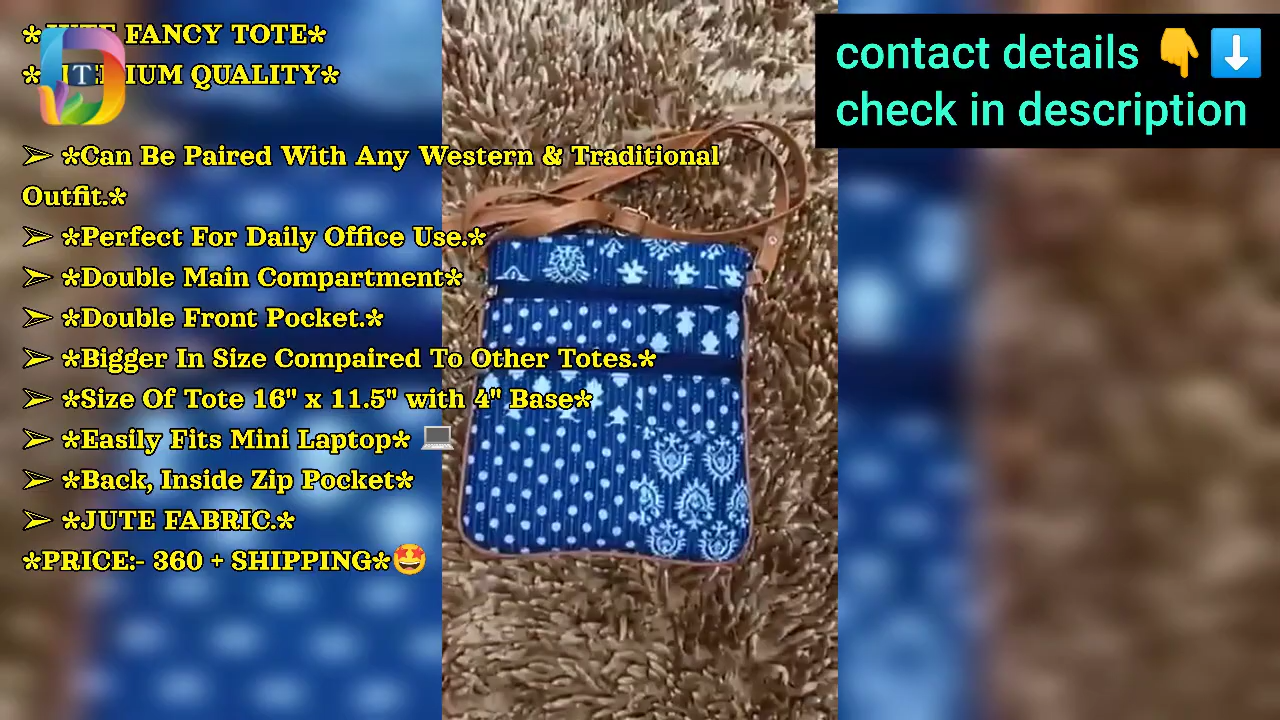 FANCY TOTE*
QUALITY*
➢ *Can Be Paired With Any Western & Traditional
Outfit.*
➢ *Perfect For Daily Office Use.*
➢ *Double Main Compartment*
➢ *Double Front Pocket.*
➢ *Bigger In Size Compaired To Other Totes.*
➢ *Size Of Tote 16" x 11.5" with 4" Base*
➢ *Easily Fits Mini Laptop* 💻
➢ *Back, Inside Zip Pocket*
➢ *JUTE FABRIC.*
*PRICE:- 360 + SHIPPING*🤩
contact details 👇⬇️
check in description